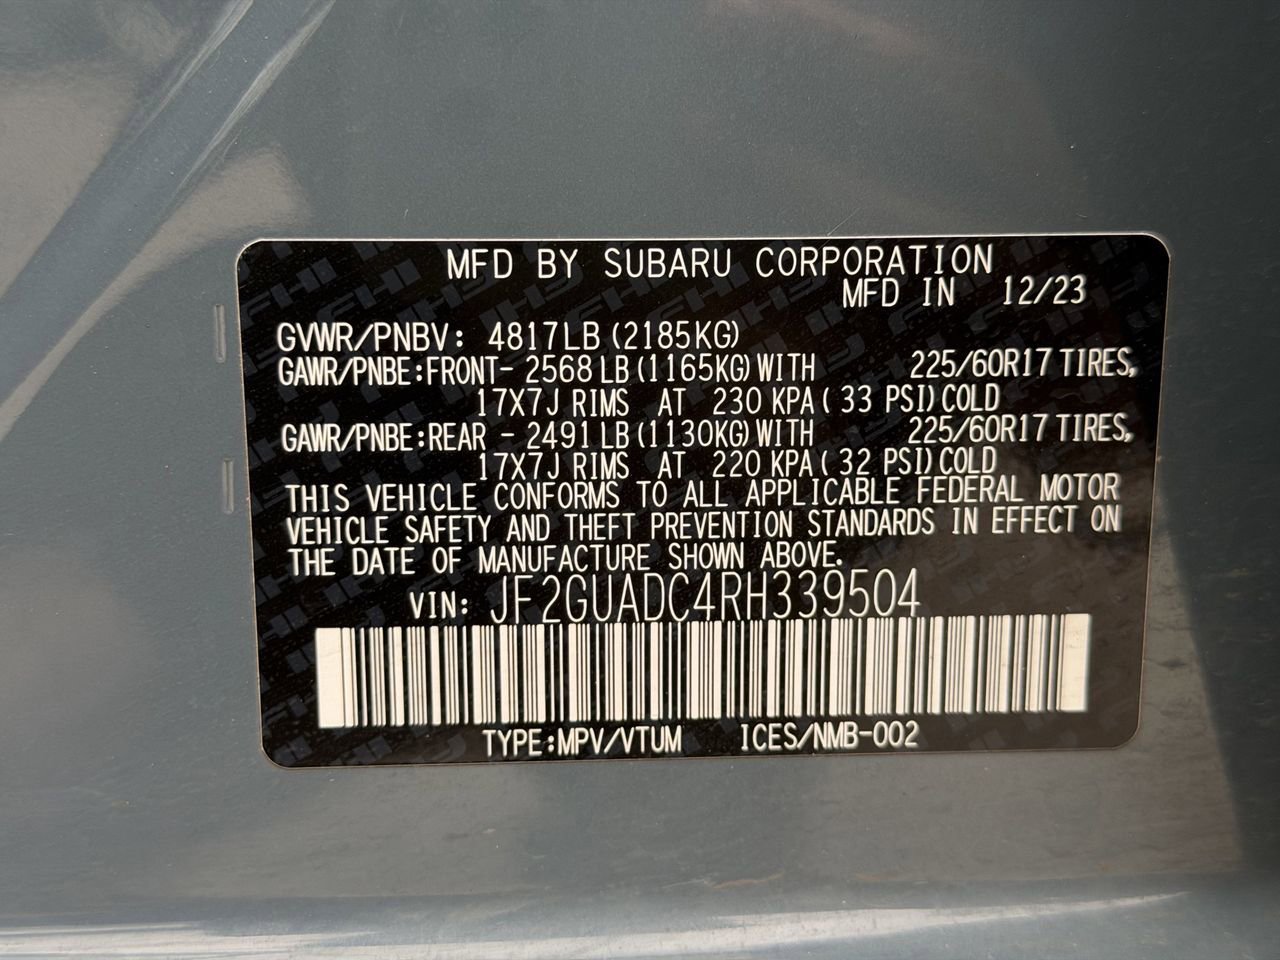 MFD BY SUBARU CORPORATION
MFD IN 12/23
GVWR/PNBV: 4817LB (2185KG)
GAWR/PNBE:FRONT- 2568 LB (1165KG) WITH 225/60R17 TIRES,
17X7J RIMS AT 230 KPA ( 33 PSI) COLD
GAWR/PNBE:REAR - 2491 LB (1130KG) WITH 225/60R17 TIRES,
17X7J RIMS AT 220 KPA ( 32 PSI) COLD
THIS VEHICLE CONFORMS TO ALL APPLICABLE FEDERAL MOTOR
VEHICLE SAFETY AND THEFT PREVENTION STANDARDS IN EFFECT ON
THE DATE OF MANUFACTURE SHOWN ABOVE.
VIN: JF2GUADC4RH339504
TYPE:MPV/VTUM ICES/NMB-002